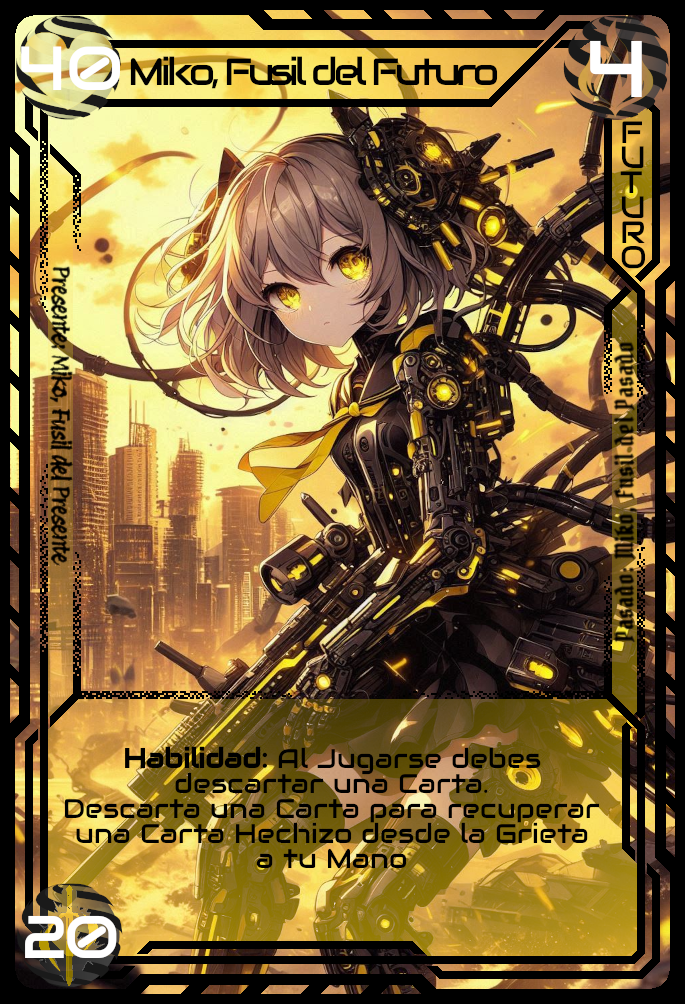 40
Miko, Fusil del Futuro
4
FUTURO
Presente: Miko, Fusil del Presente
Pasado: Miko, Fusil del Pasado
Habilidad: Al Jugarse debes
descartar una Carta.
Descarta una Carta para recuperar
una Carta Hechizo desde la Grieta
a tu Mano
20